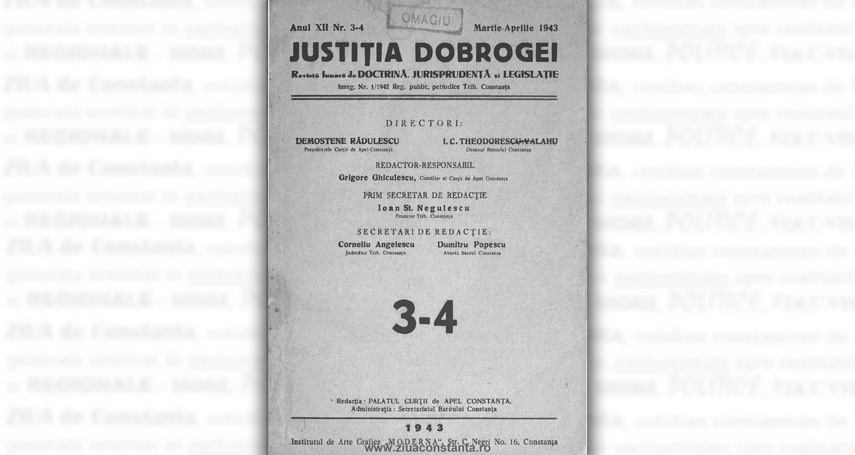 OMAGIU
Anul XII Nr. 3-4 Martie-Aprilie 1943
JUSTIȚIA DOBROGEI
Revistă lunară de DOCTRINĂ, JURISPRUDENȚĂ și LEGISLAȚIE
Inreg. Nr. 1/1942 Reg. public. periodice Trib. Constanța
DIRECTORI:
DEMOSTENE RĂDULESCU I. C. THEODORESCU-VALAHU
Președintele Curții de Apel Constanța Decanul Baroului Constanța
REDACTOR-RESPONSABIL
Grigore Ghiculescu, Consilier al Curții de Apel Constanța
PRIM SECRETAR DE REDACȚIE
Ioan St. Negulescu
Procuror Trib. Constanța
SECRETARI DE REDACȚIE:
Corneliu Angelescu Dumitru Popescu
Judecător Trib. Constanța Avocat Baroul Constanța
3-4
Redacția: PALATUL CURȚII de APEL CONSTANȚA.
Administrația: Secretariatul Baroului Constanța
1943
Institutul de Arte Grafice „MODERNA“, Str. C. Negri No. 16, Constanța
www.ziuaconstanta.ro